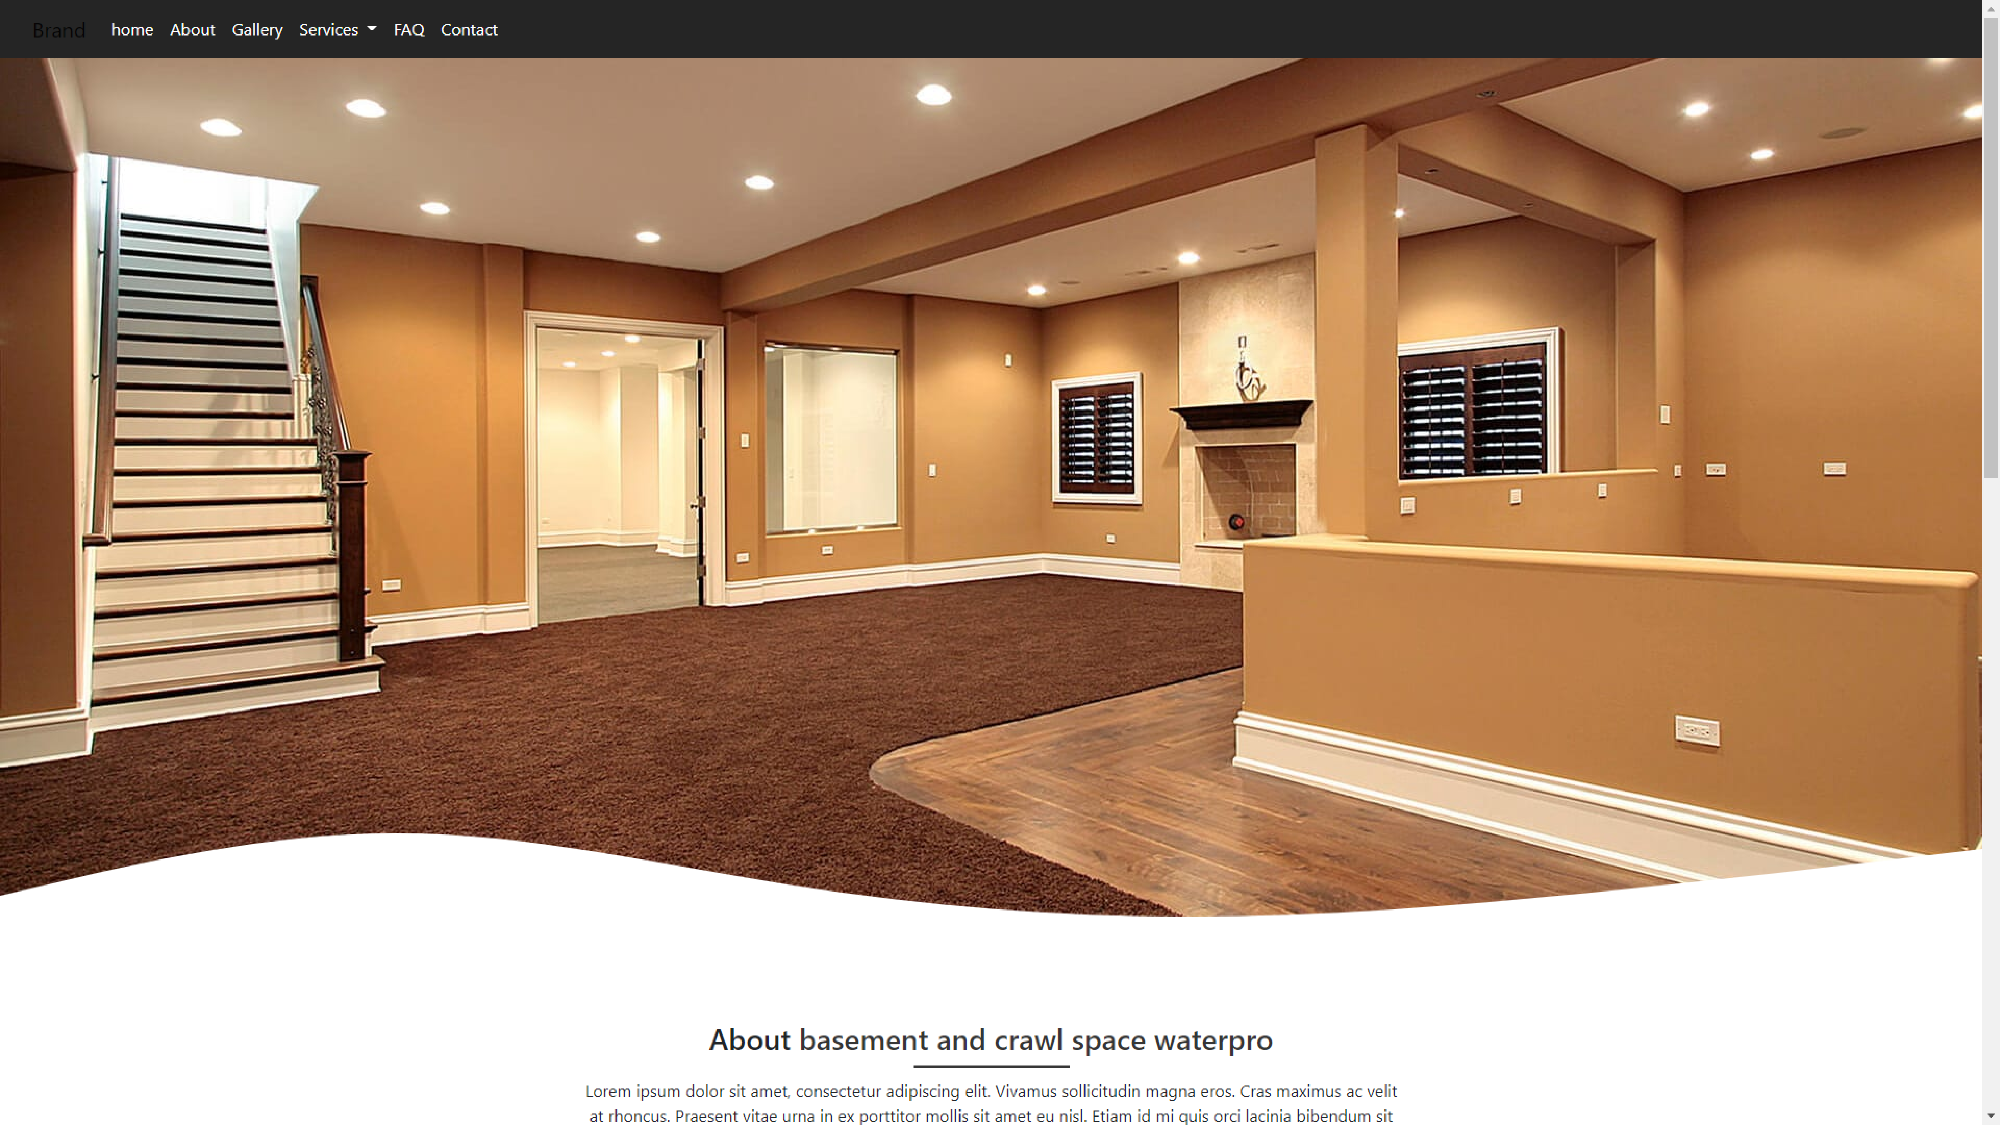 Brand home About Gallery Services FAQ Contact
About basement and crawl space waterpro
Lorem ipsum dolor sit amet, consectetur adipiscing elit. Vivamus sollicitudin magna eros. Cras maximus ac velit
at rhoncus. Praesent vitae urna in ex porttitor mollis sit amet eu nisl. Etiam id mi quis orci lacinia bibendum sit